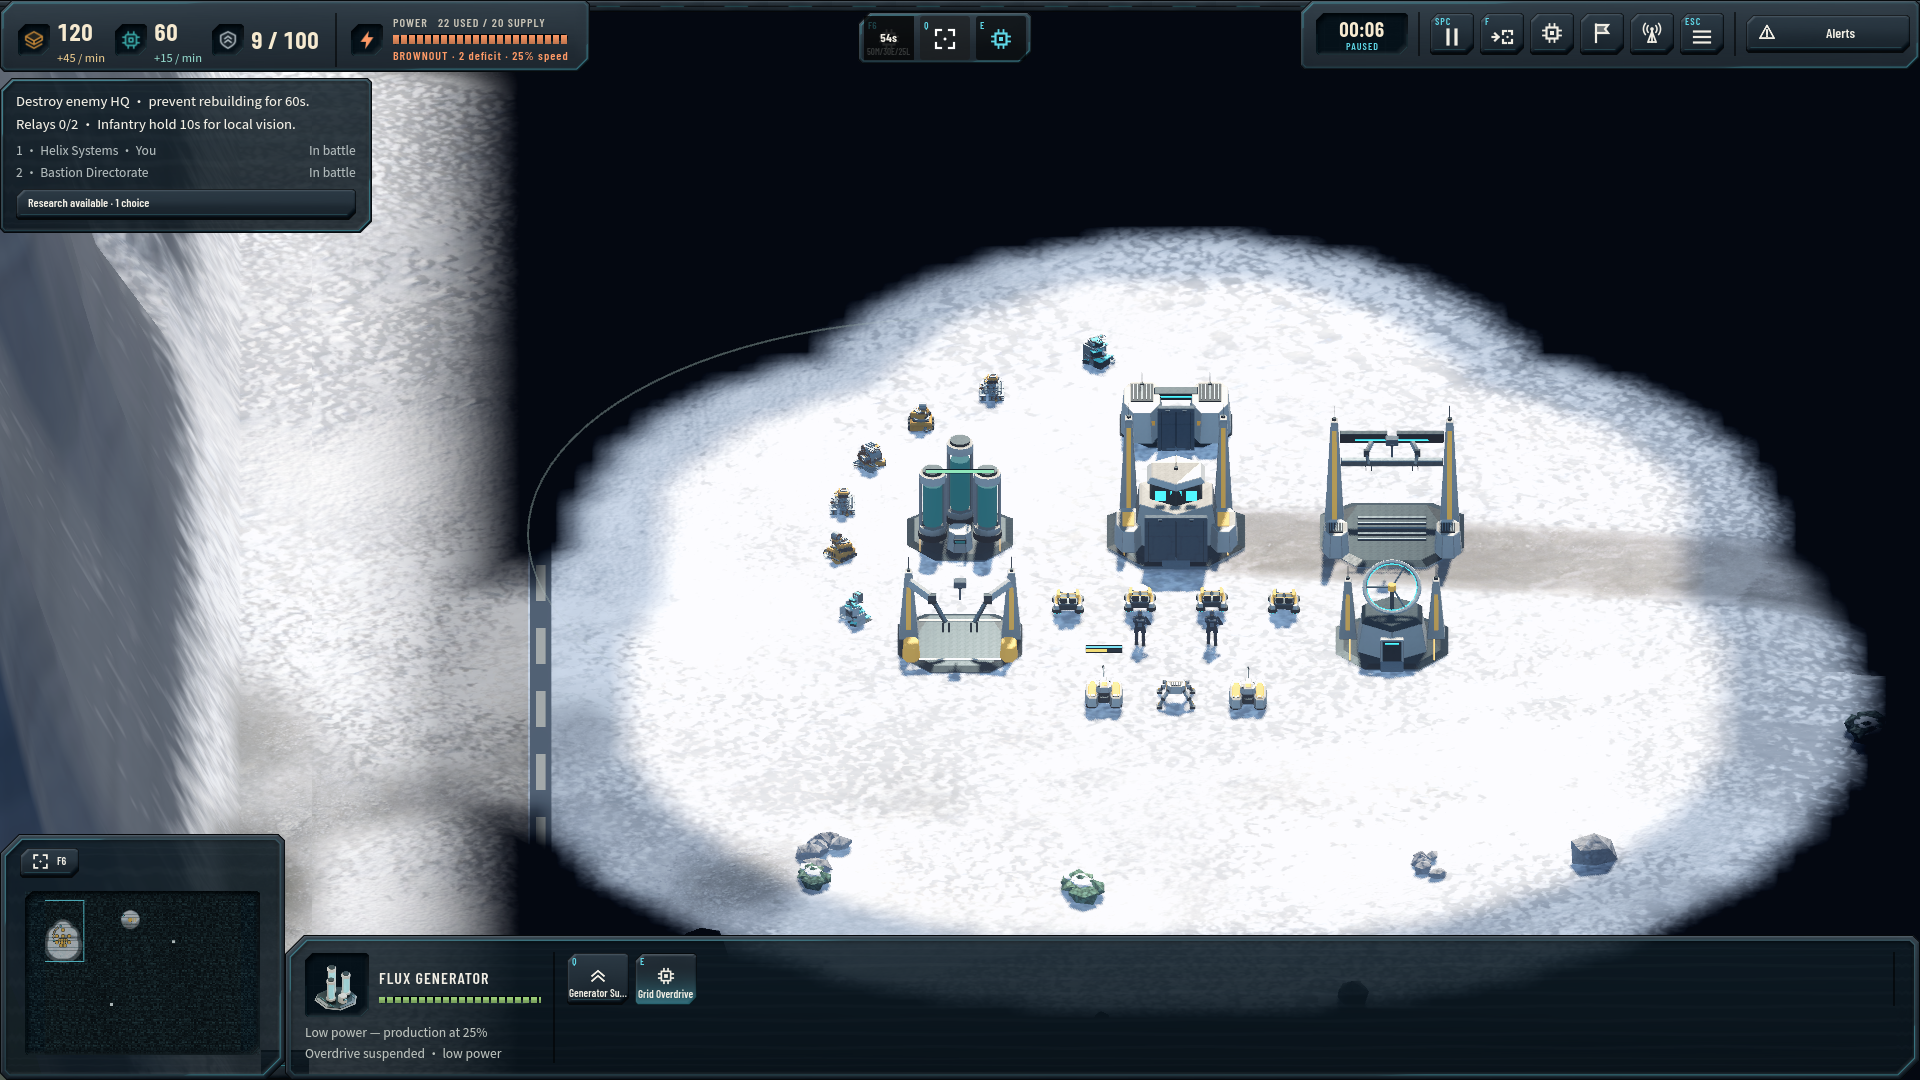 120
+45 / min
60
+15 / min
9 / 100
POWER 22 USED / 20 SUPPLY
BROWNOUT · 2 deficit · 25% speed
F6
54s
Q
E
00:06
PAUSED
SPC
F
ESC
Alerts
Destroy enemy HQ • prevent rebuilding for 60s.
Relays 0/2 • Infantry hold 10s for local vision.
1 • Helix Systems • You In battle
2 • Bastion Directorate In battle
Research available · 1 choice
F6
FLUX GENERATOR
Low power — production at 25%
Overdrive suspended • low power
Q
Generator Su...
E
Grid Overdrive